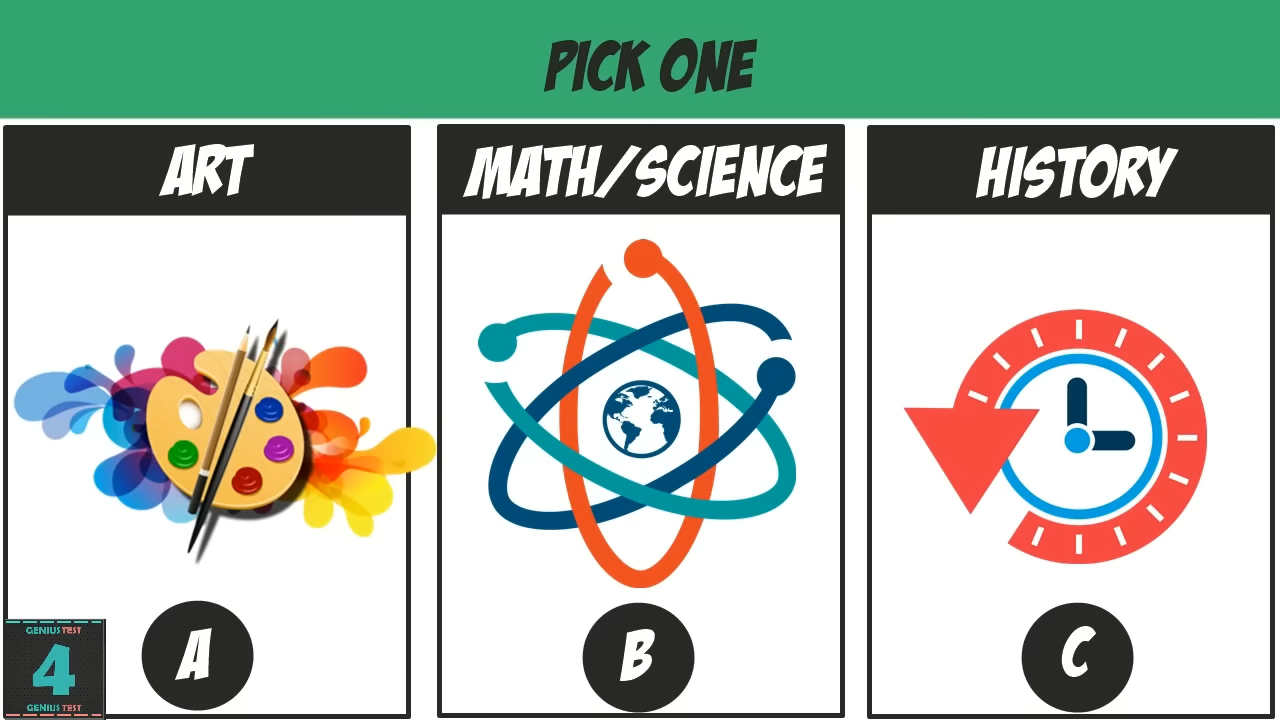 PICK ONE
ART
MATH/SCIENCE
HISTORY
A
B
C
GENIUS TEST
4
GENIUS TEST